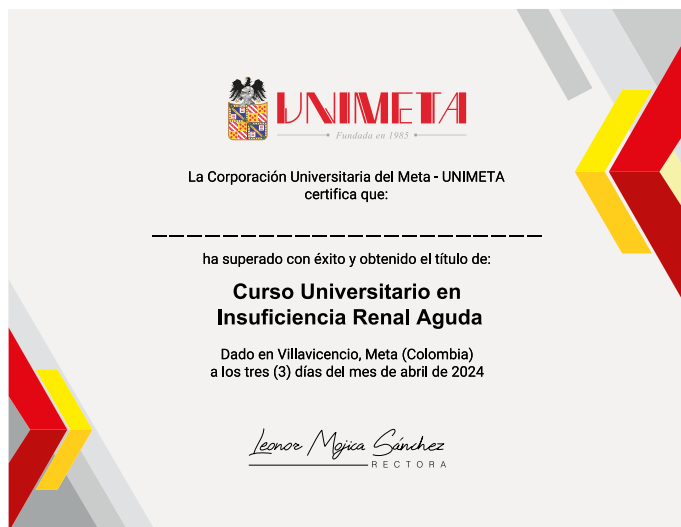 UNIMETA
Fundada en 1985
La Corporación Universitaria del Meta - UNIMETA
certifica que:
ha superado con éxito y obtenido el título de:
Curso Universitario en
Insuficiencia Renal Aguda
Dado en Villavicencio, Meta (Colombia)
a los tres (3) días del mes de abril de 2024
Leonor Mojica Sánchez
RECTORA